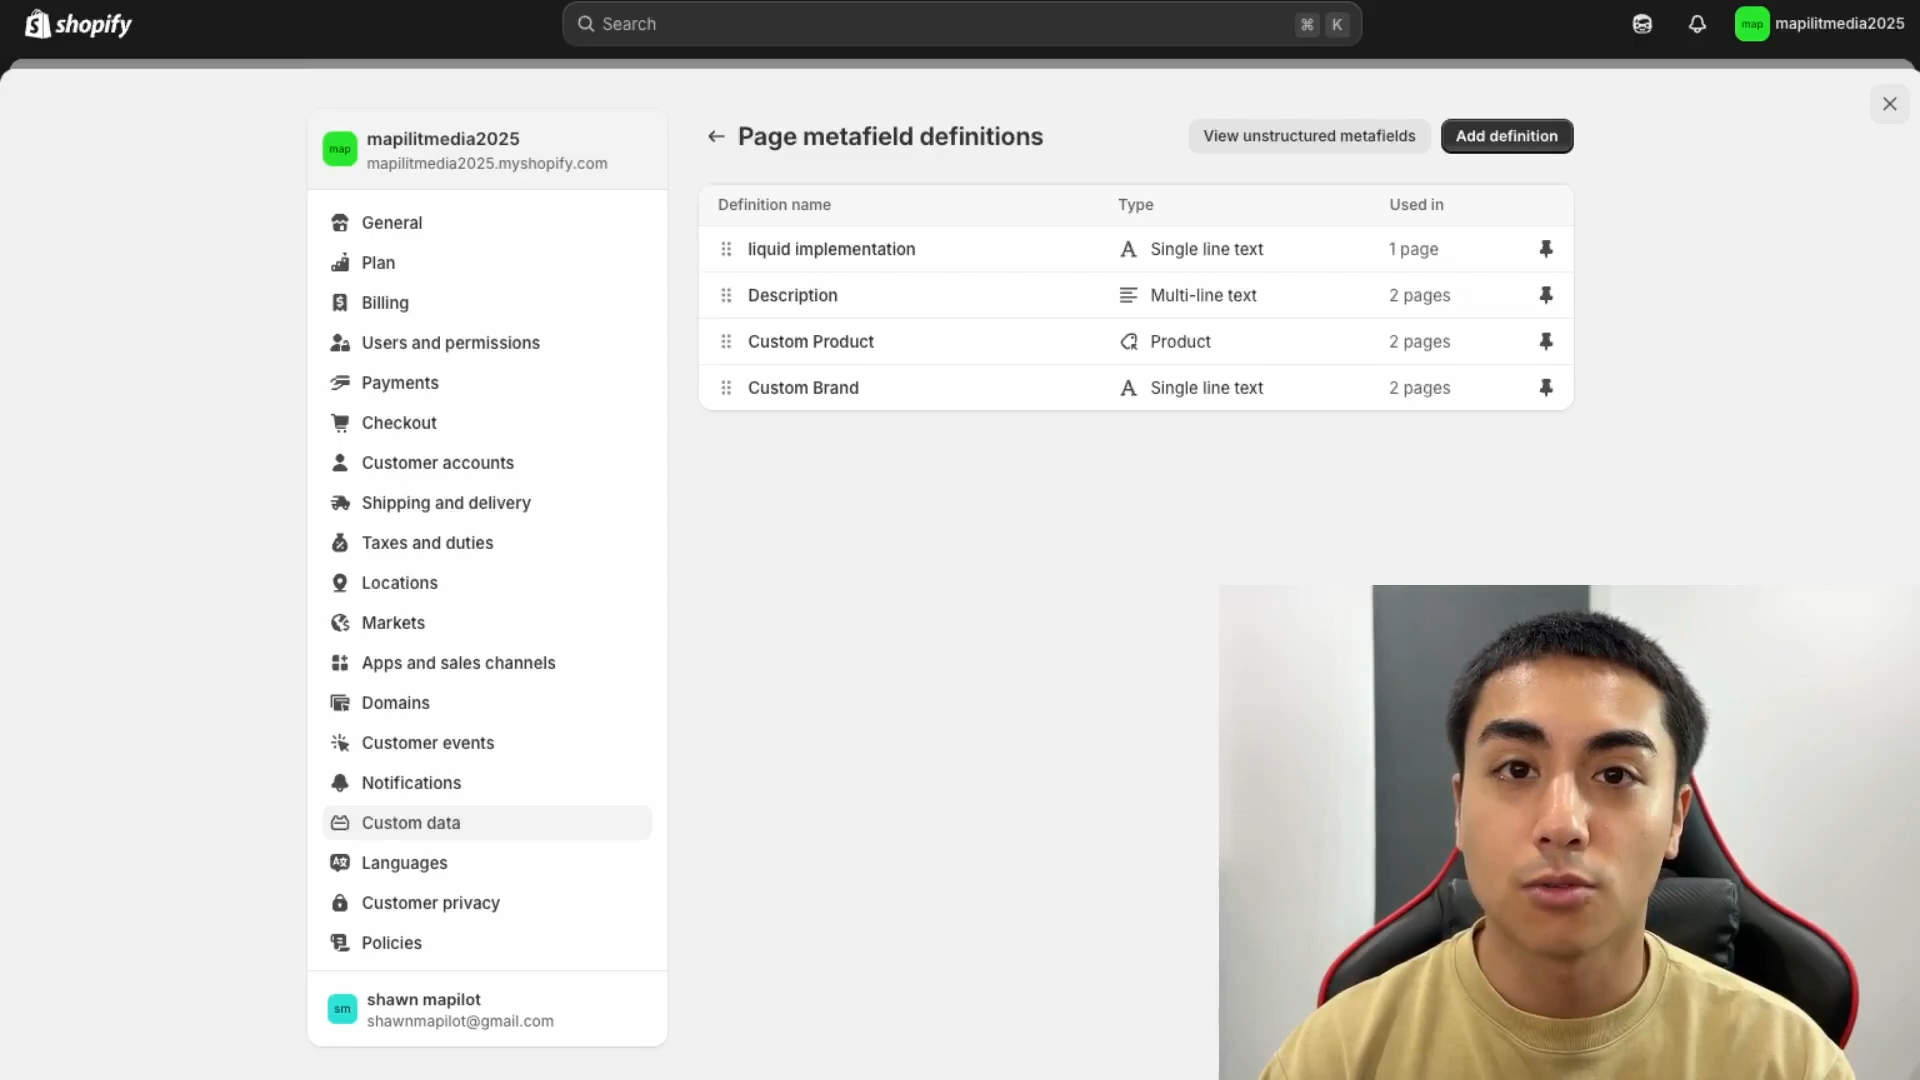 shopify
Search
⌘ K
map
mapilitmedia2025
map
mapilitmedia2025
mapilitmedia2025.myshopify.com
General
Plan
Billing
Users and permissions
Payments
Checkout
Customer accounts
Shipping and delivery
Taxes and duties
Locations
Markets
Apps and sales channels
Domains
Customer events
Notifications
Custom data
Languages
Customer privacy
Policies
sm
shawn mapilot
shawnmapilot@gmail.com
Page metafield definitions
View unstructured metafields
Add definition
Definition name Type Used in
liquid implementation Single line text 1 page
Description Multi-line text 2 pages
Custom Product Product 2 pages
Custom Brand Single line text 2 pages